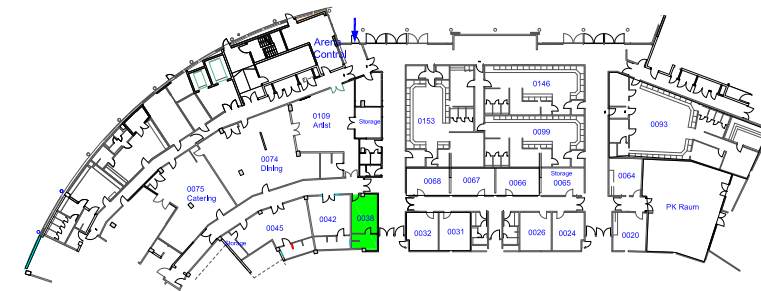 Arena
Control
0146
0109
Artist
Storage
0153
0099
0093
0074
Dining
0075
Catering
0068
0067
0066
Storage
0065
0064
PK Raum
0038
0042
0045
Storage
0032
0031
0026
0024
0020